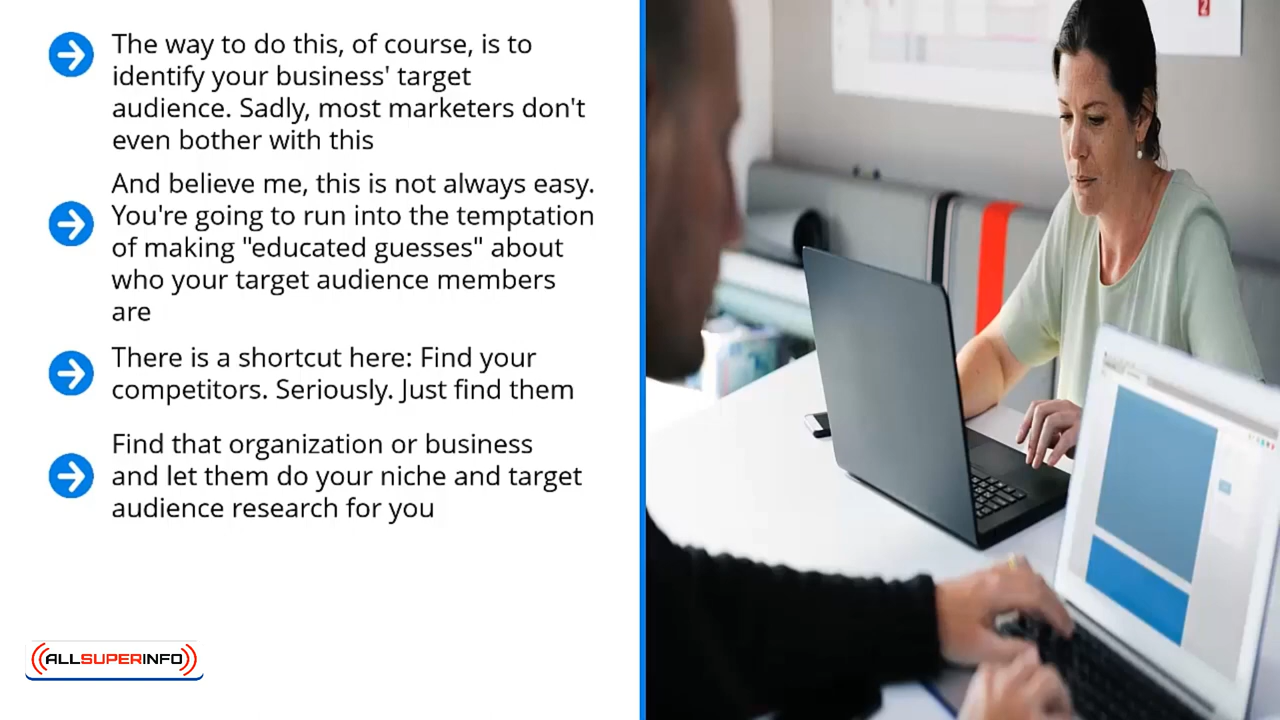 The way to do this, of course, is to
identify your business' target
audience. Sadly, most marketers don't
even bother with this
And believe me, this is not always easy.
You're going to run into the temptation
of making "educated guesses" about
who your target audience members
are
There is a shortcut here: Find your
competitors. Seriously. Just find them
Find that organization or business
and let them do your niche and target
audience research for you
ALLSUPERINFO
2